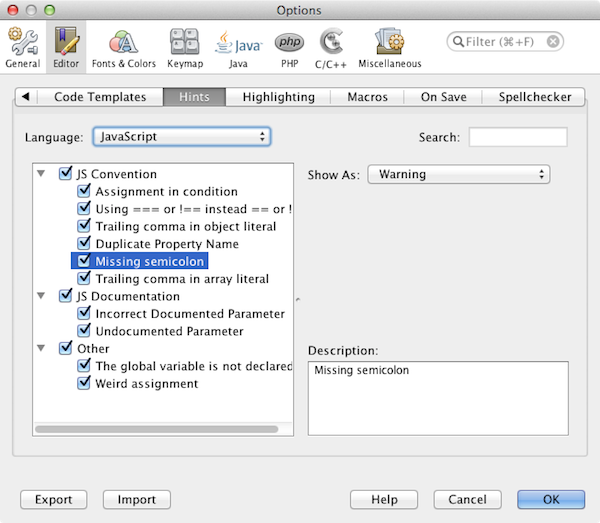 Options
General Editor Fonts & Colors Keymap Java PHP C/C++ Miscellaneous
Filter (⌘+F)
Java
php
Code Templates Hints Highlighting Macros On Save Spellchecker
Language: JavaScript Search:
JS Convention
Show As: Warning
Assignment in condition
Using === or !== instead == or !
Trailing comma in object literal
Duplicate Property Name
Missing semicolon
Trailing comma in array literal
JS Documentation
Incorrect Documented Parameter
Undocumented Parameter
Other
The global variable is not declared
Weird assignment
Description:
Missing semicolon
Export Import Help Cancel OK